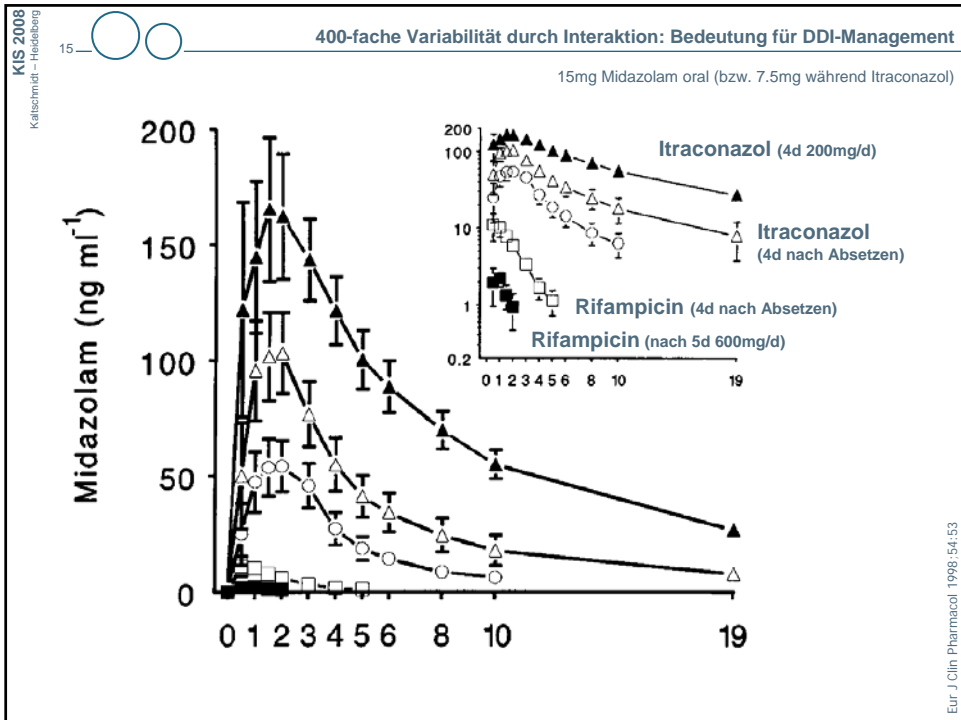 KIS 2008
Kaltschmidt – Heidelberg
15
400-fache Variabilität durch Interaktion: Bedeutung für DDI-Management
15mg Midazolam oral (bzw. 7.5mg während Itraconazol)
Midazolam (ng ml⁻¹)
200
150
100
50
0
0 1 2 3 4 5 6 8 10 19
200
100
10
1
0.2
0 1 2 3 4 5 6 8 10 19
Itraconazol (4d 200mg/d)
Itraconazol
(4d nach Absetzen)
Rifampicin (4d nach Absetzen)
Rifampicin (nach 5d 600mg/d)
Eur J Clin Pharmacol 1998;54:53